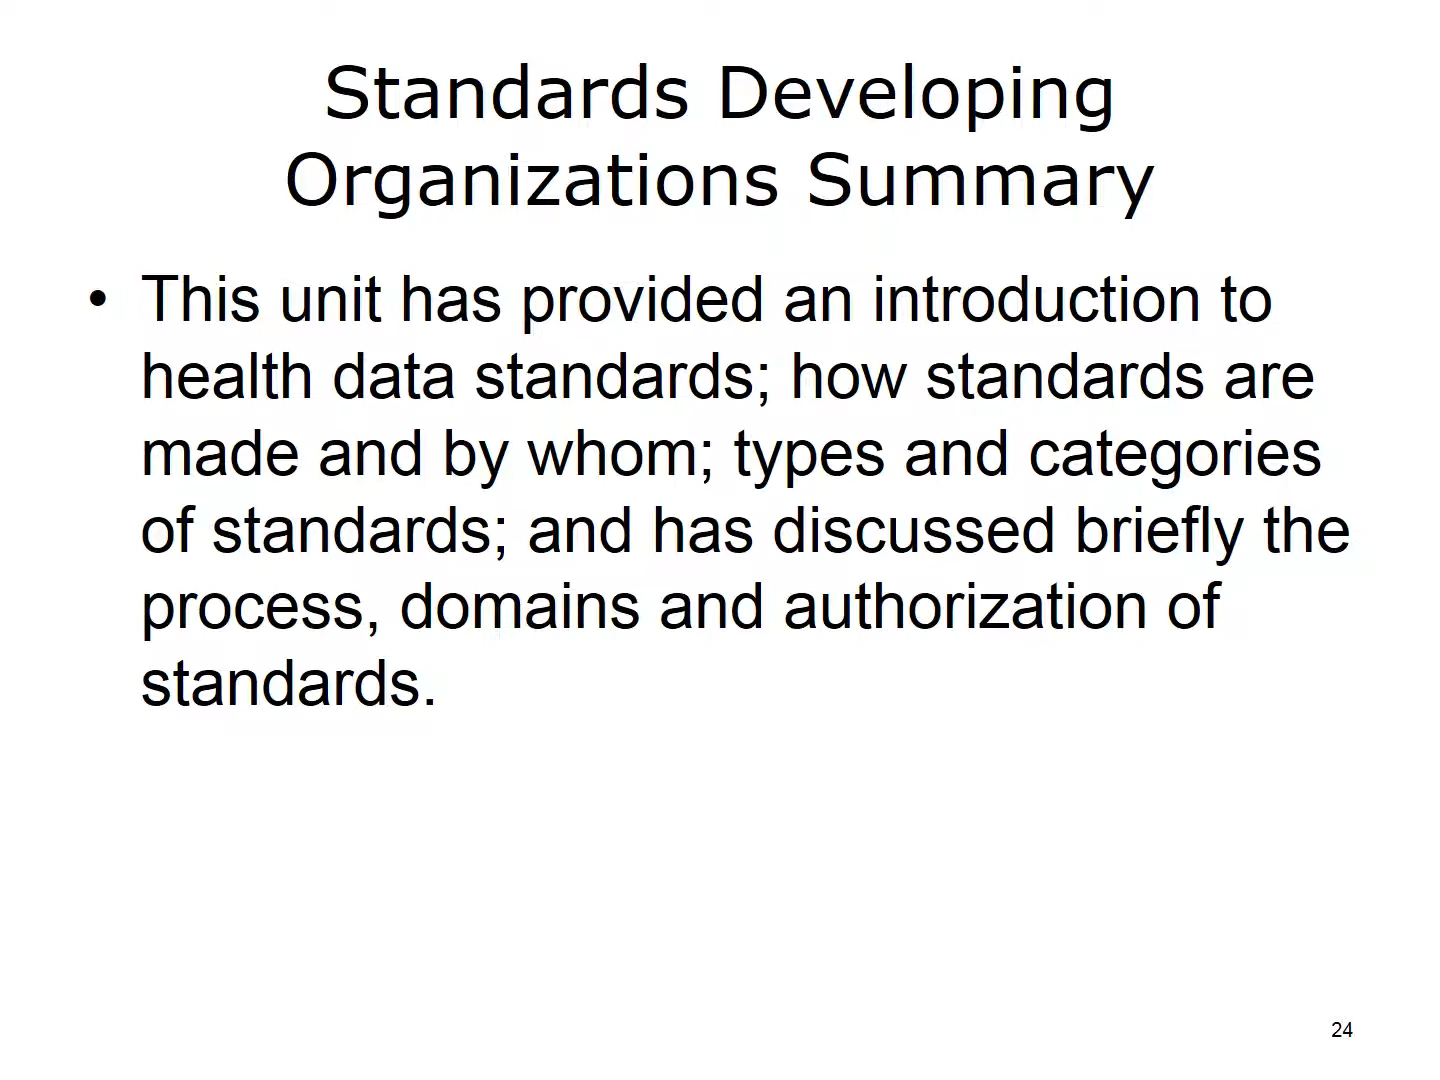 Standards Developing
Organizations Summary
• This unit has provided an introduction to
health data standards; how standards are
made and by whom; types and categories
of standards; and has discussed briefly the
process, domains and authorization of
standards.
24